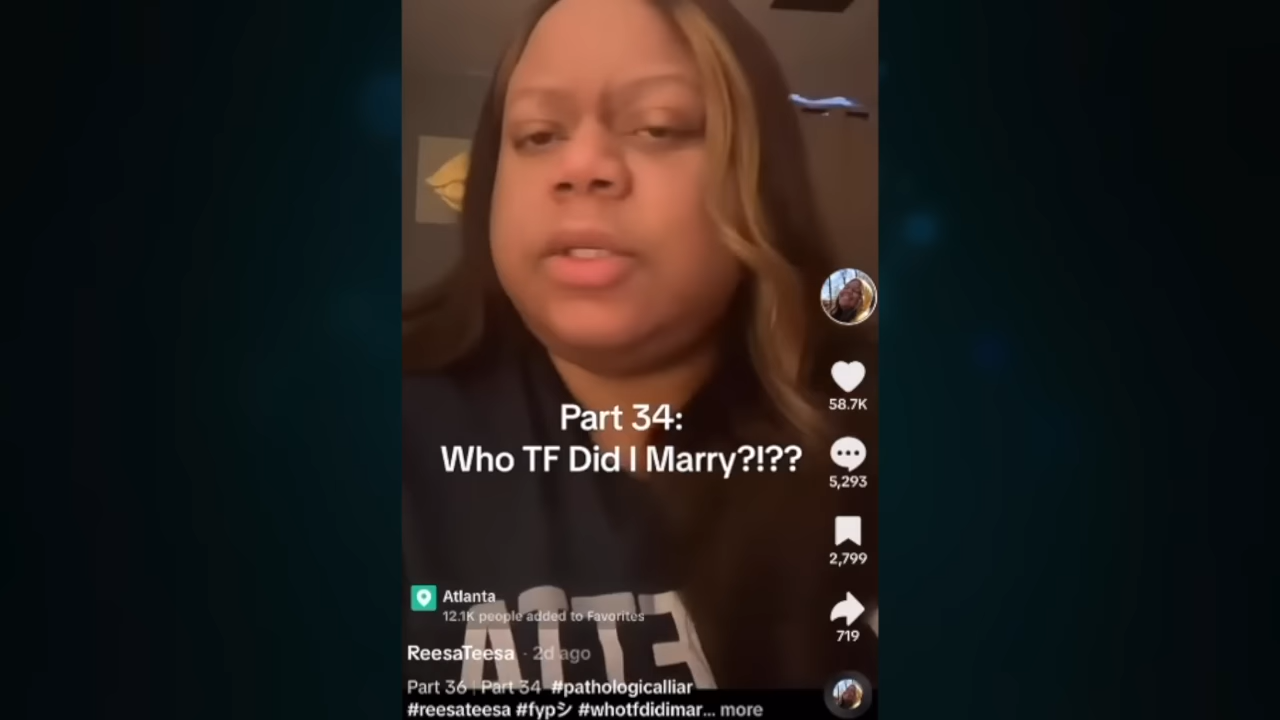 Part 34:
Who TF Did I Marry?!??
58.7K
5,293
2,799
719
Atlanta
12.1K people added to Favorites
ReesaTeesa · 2d ago
Part 36 | Part 34 #pathologicalliar
#reesateesa #fypシ #whotfdidimar... more